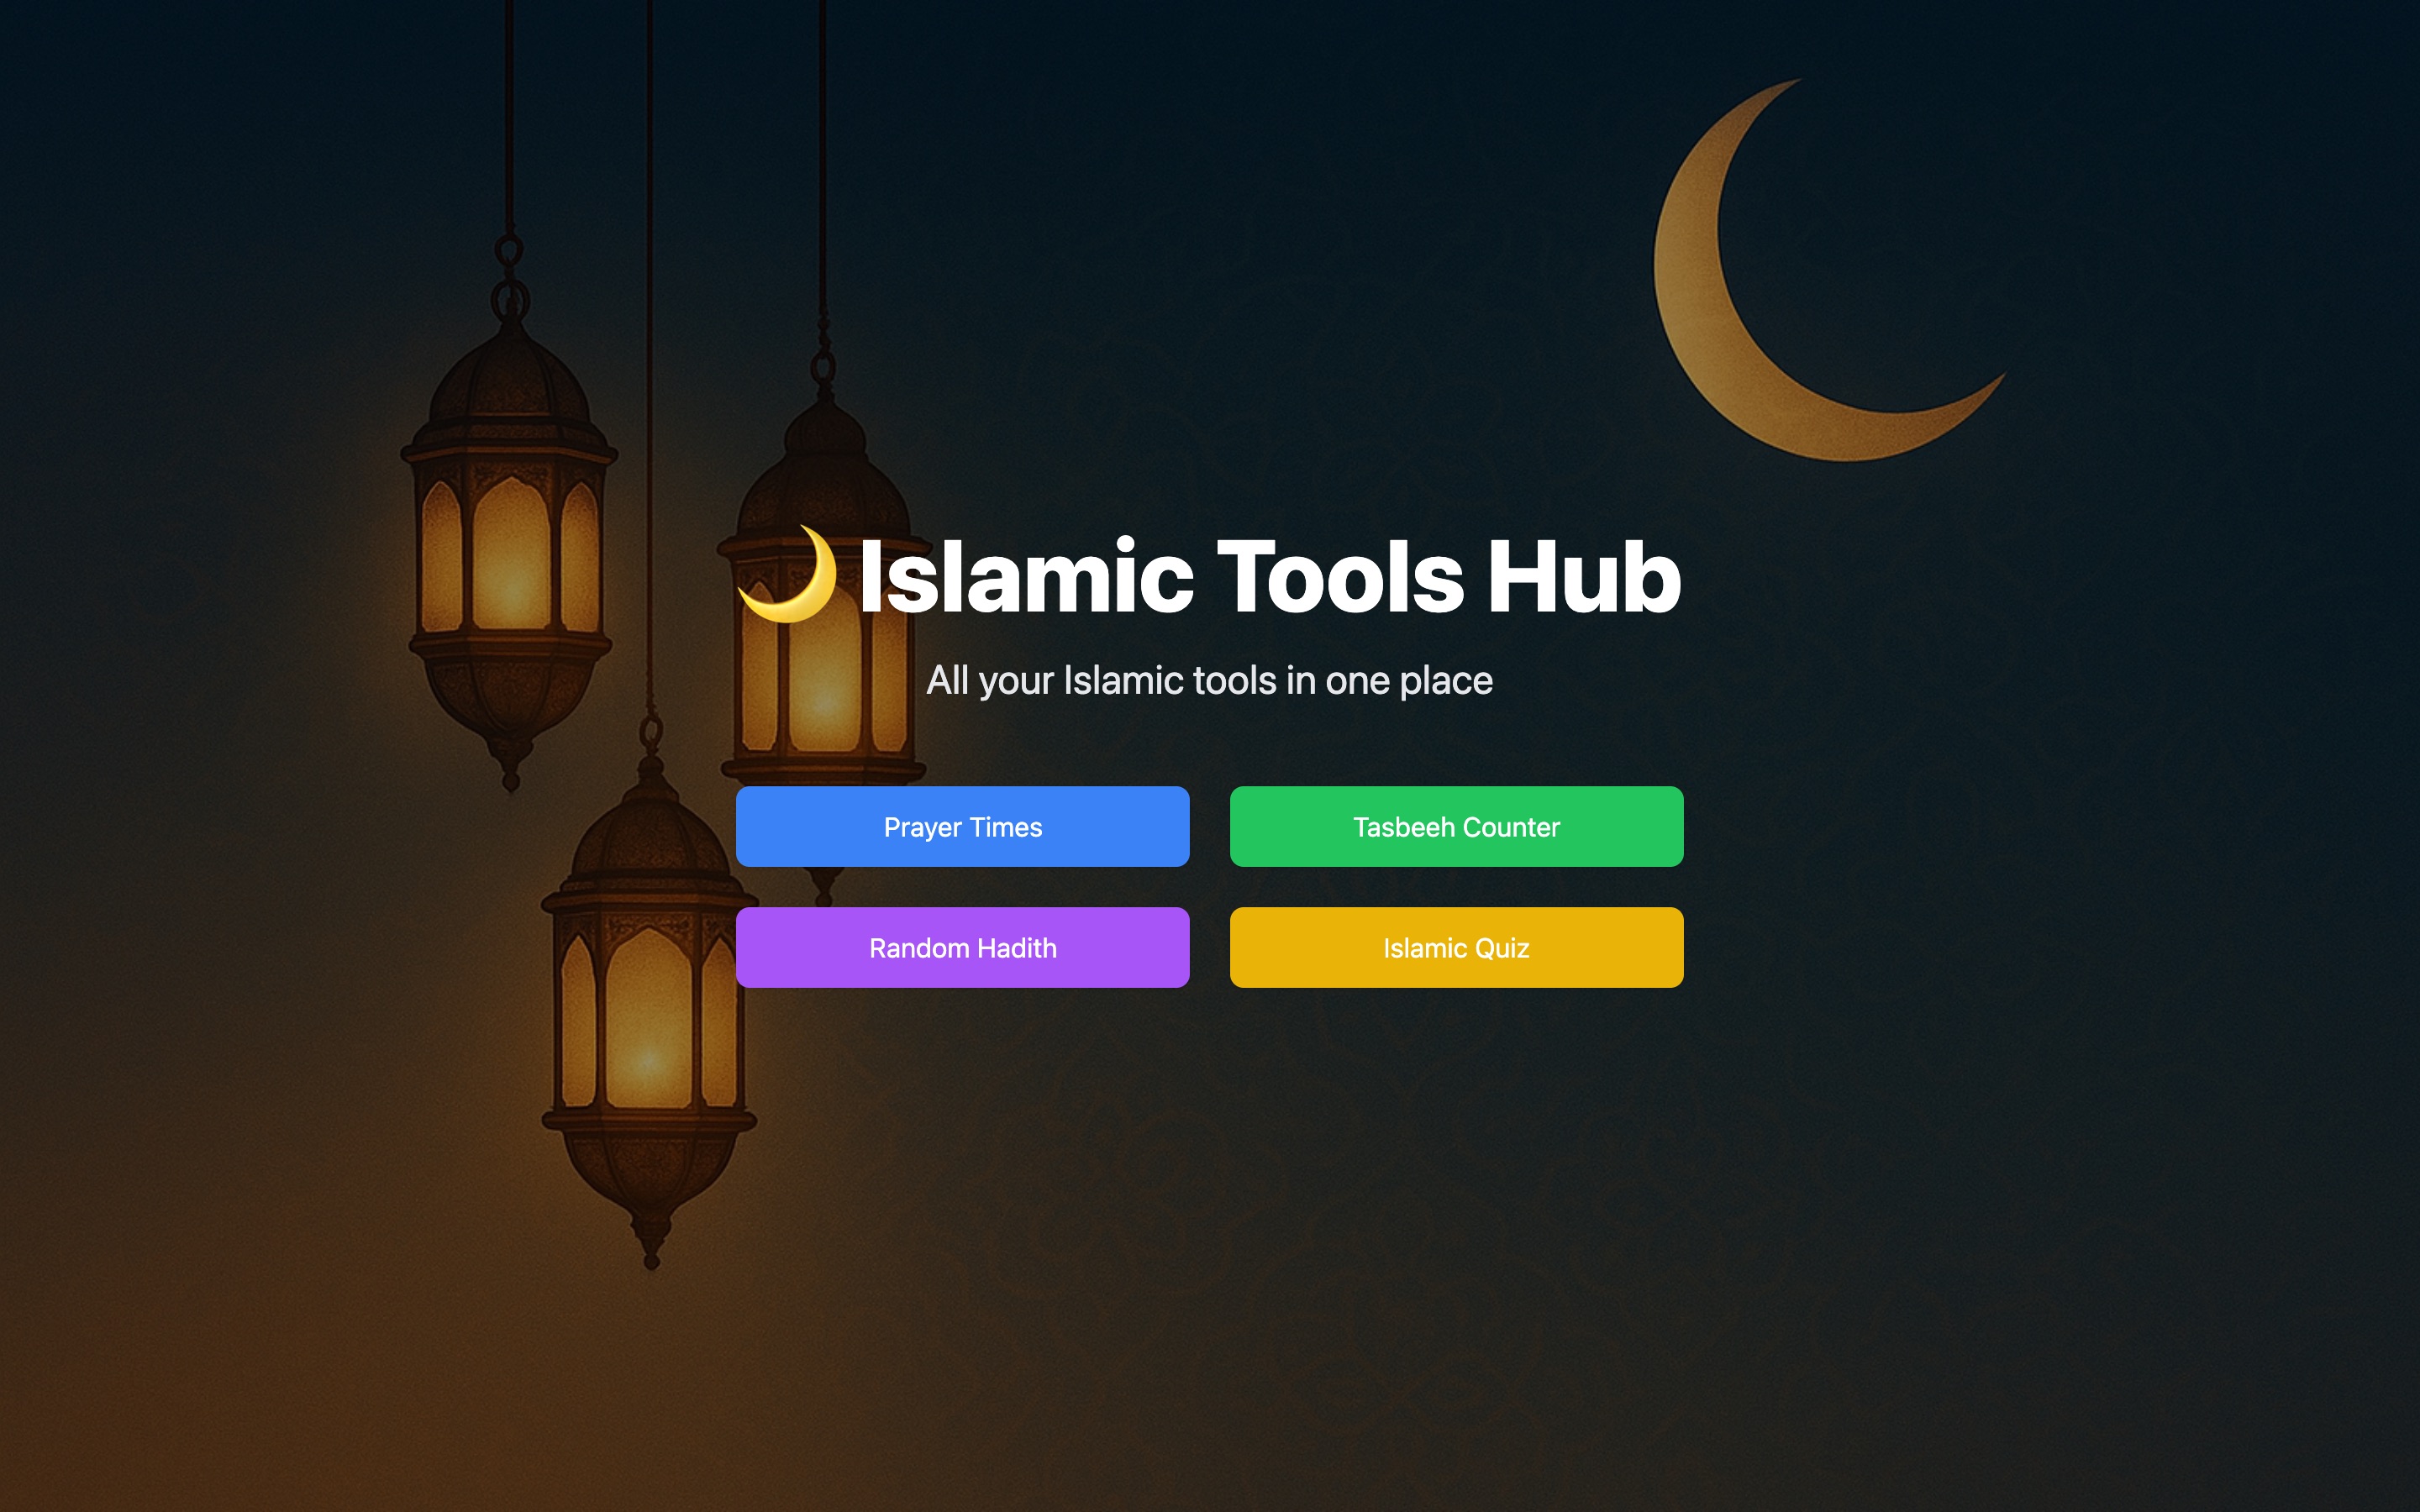 🌙 Islamic Tools Hub
All your Islamic tools in one place
Prayer Times
Tasbeeh Counter
Random Hadith
Islamic Quiz